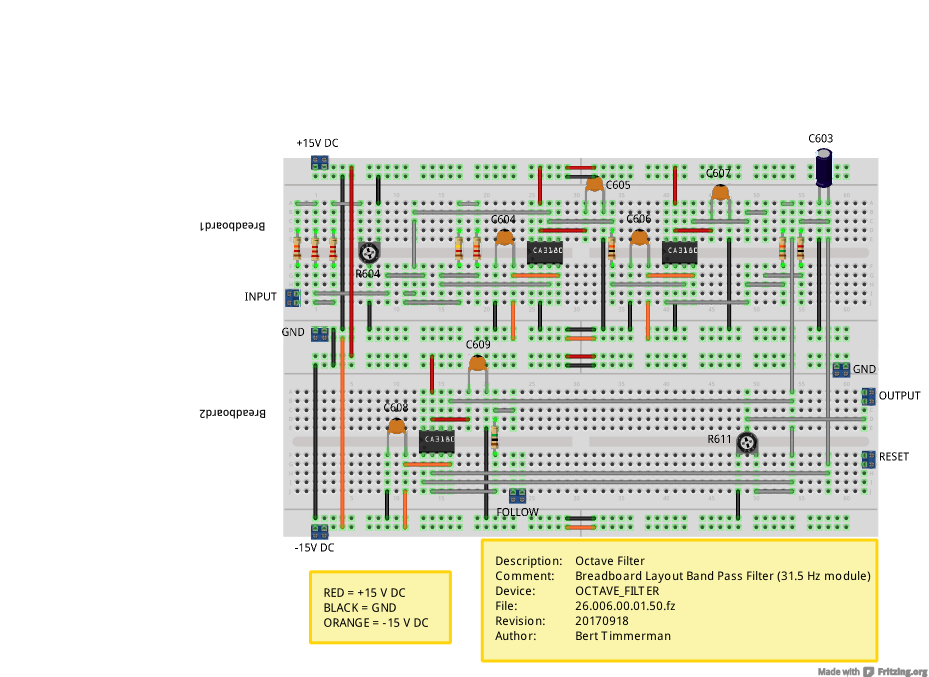 +15V DC
C603
C607
C605
C604
C606
Breadboard1
CA3180
CA3180
R604
INPUT
GND
C609
GND
OUTPUT
Breadboard2
C608
CA3180
R611
RESET
FOLLOW
-15V DC
Description: Octave Filter
Comment: Breadboard Layout Band Pass Filter (31.5 Hz module)
Device: OCTAVE_FILTER
File: 26.006.00.01.50.fz
Revision: 20170918
Author: Bert Timmerman
RED = +15 V DC
BLACK = GND
ORANGE = -15 V DC
Made with Fritzing.org